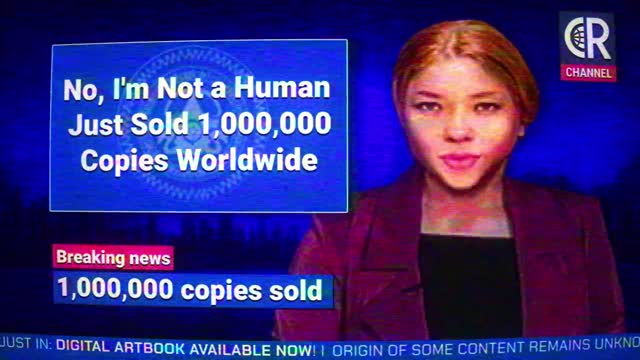 CR
CHANNEL
No, I'm Not a Human
Just Sold 1,000,000
Copies Worldwide
Breaking news
1,000,000 copies sold
JUST IN: DIGITAL ARTBOOK AVAILABLE NOW! | ORIGIN OF SOME CONTENT REMAINS